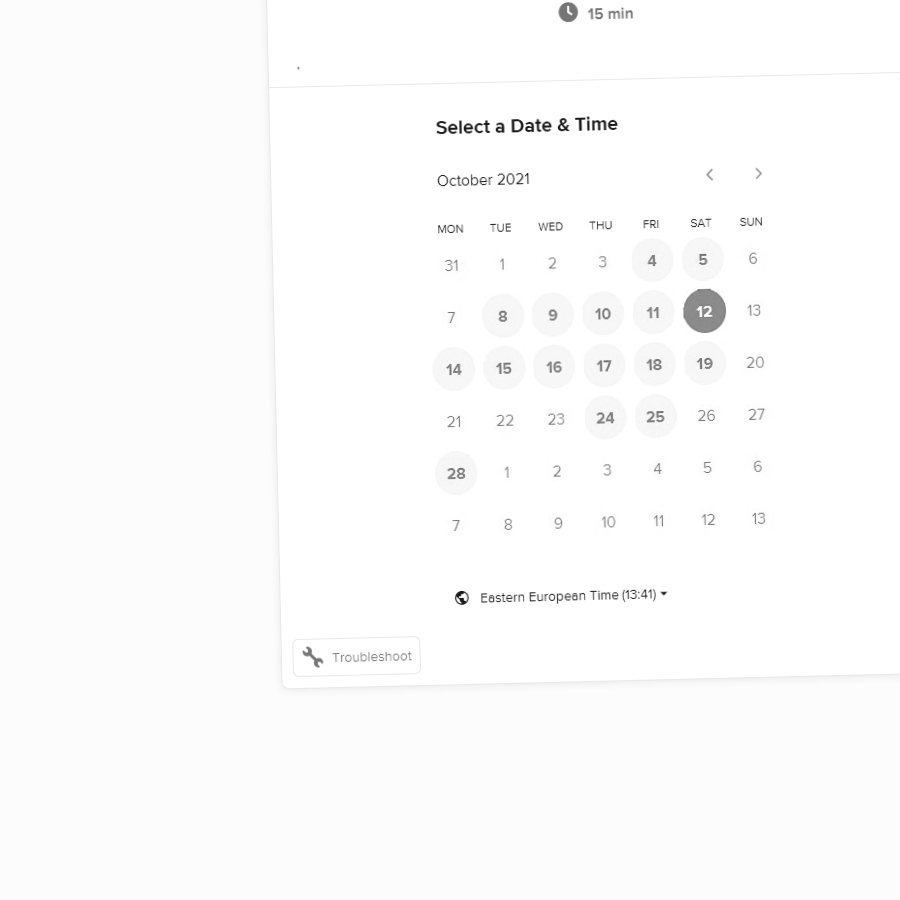 15 min
.
Select a Date & Time
October 2021
MON TUE WED THU FRI SAT SUN
31 1 2 3 4 5 6
7 8 9 10 11 12 13
14 15 16 17 18 19 20
21 22 23 24 25 26 27
28 1 2 3 4 5 6
7 8 9 10 11 12 13
Eastern European Time (13:41)
Troubleshoot